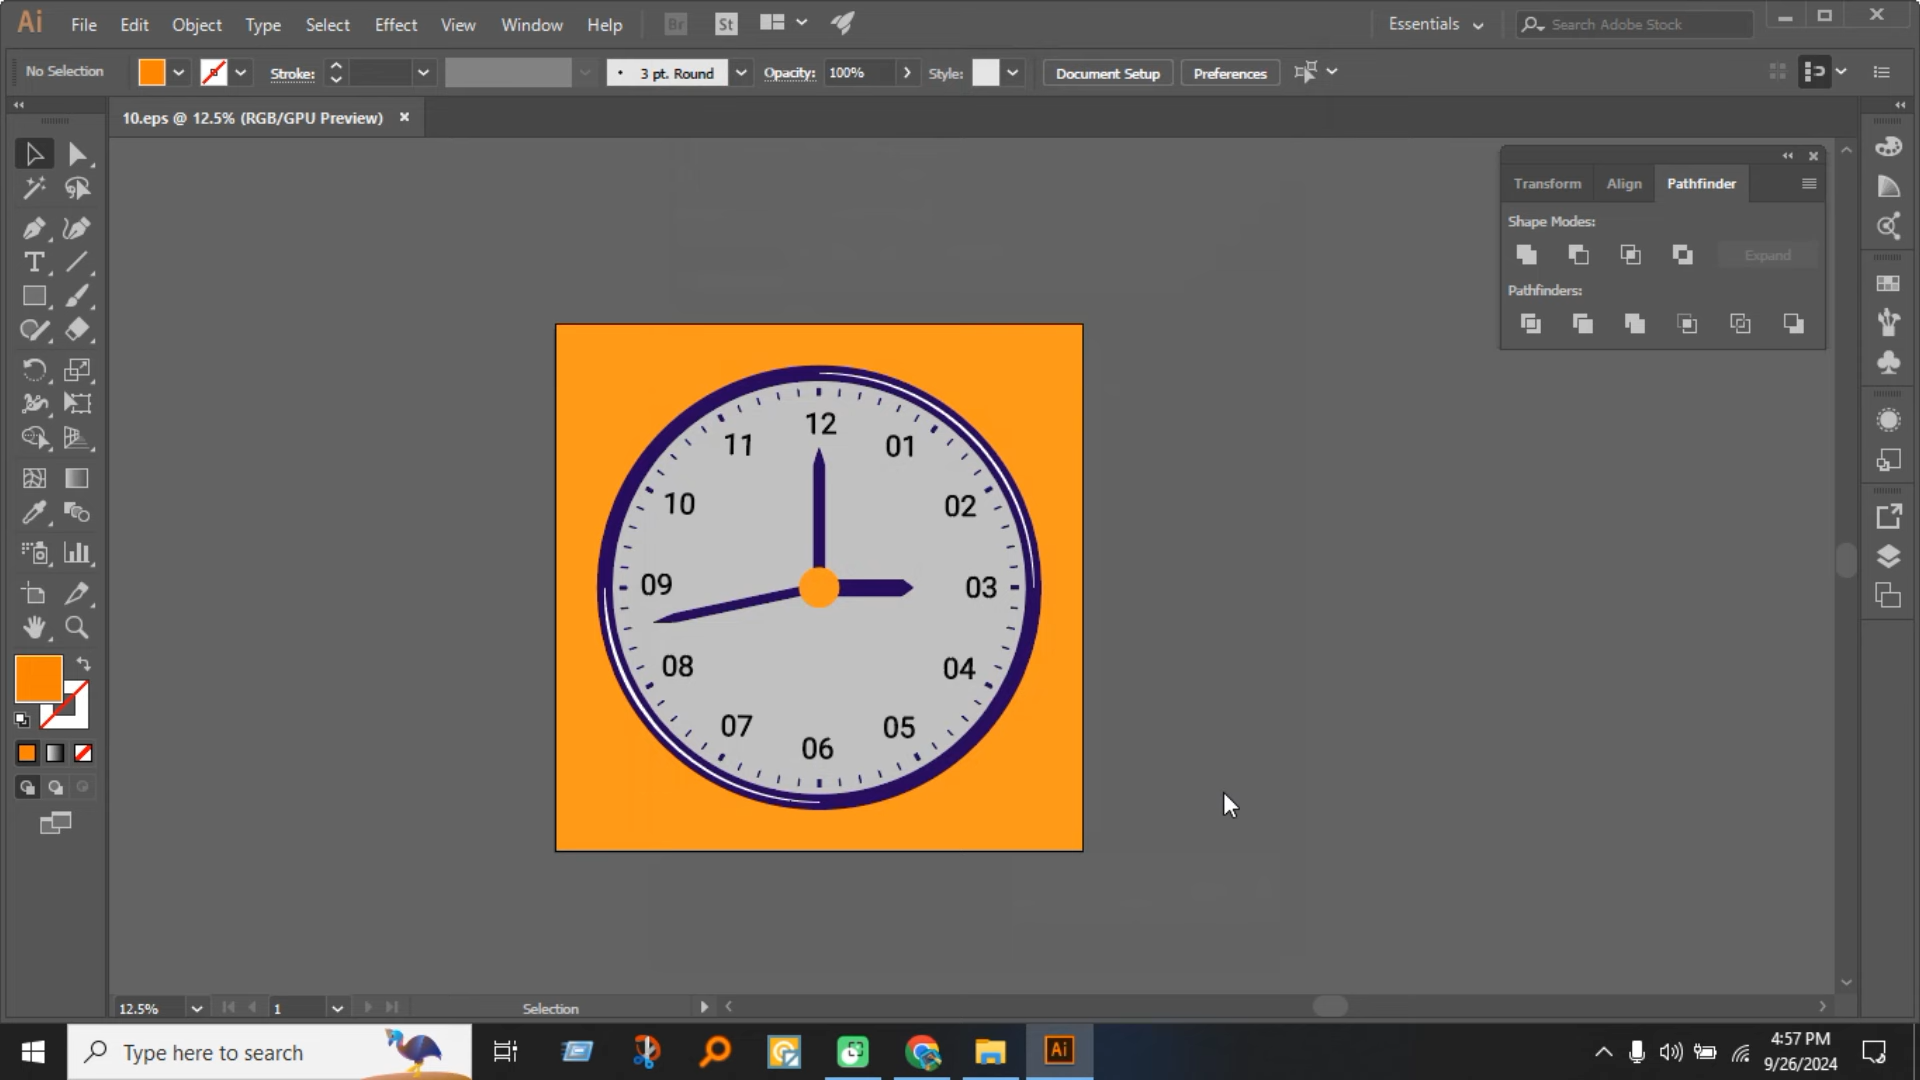 Ai File Edit Object Type Select Effect View Window Help Br St Essentials Search Adobe Stock
No Selection Stroke: 3 pt. Round Opacity: 100% Style: Document Setup Preferences
10.eps @ 12.5% (RGB/GPU Preview)
Transform Align Pathfinder
Shape Modes:
Expand
Pathfinders:
12
11 01
10 02
09 03
08 04
07 05
06
12.5% 1 Selection
Type here to search Ai 4:57 PM
9/26/2024